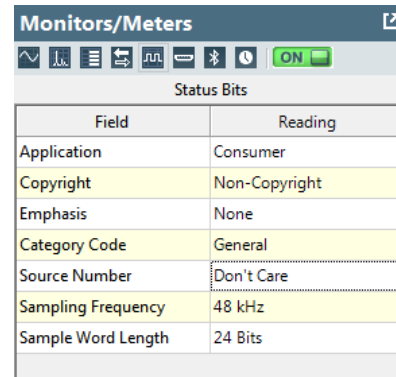 Monitors/Meters
ON
Status Bits
Field Reading
Application Consumer
Copyright Non-Copyright
Emphasis None
Category Code General
Source Number Don't Care
Sampling Frequency 48 kHz
Sample Word Length 24 Bits